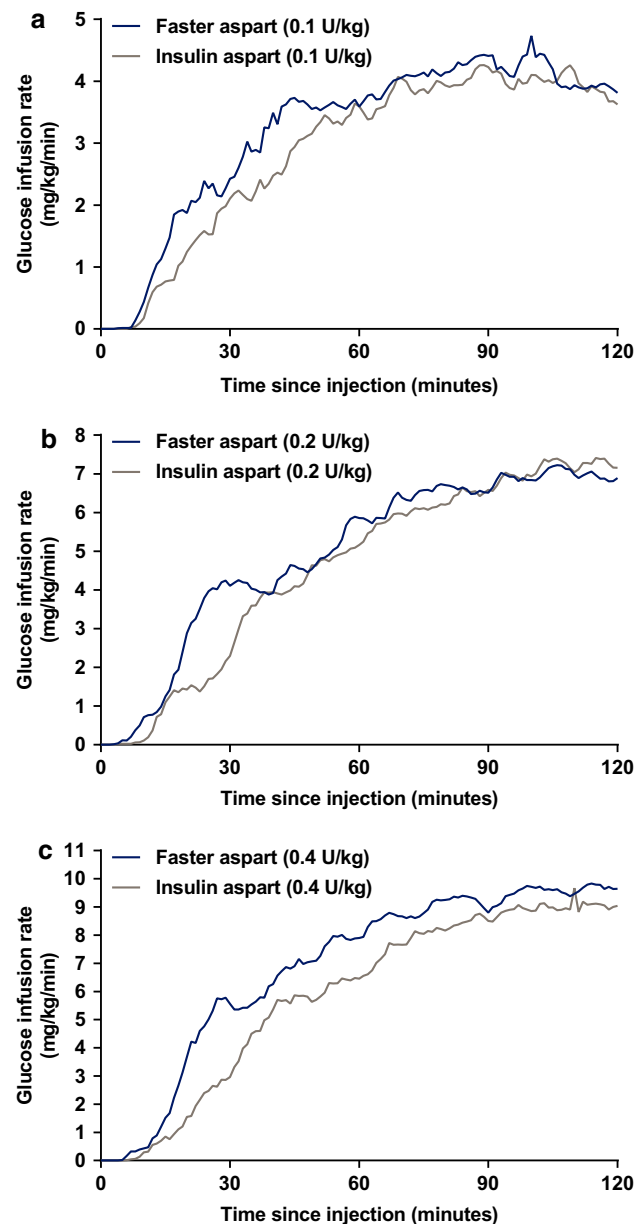 a
Faster aspart (0.1 U/kg)
Insulin aspart (0.1 U/kg)
Glucose infusion rate
(mg/kg/min)
5
4
3
2
1
0
0 30 60 90 120
Time since injection (minutes)
b
Faster aspart (0.2 U/kg)
Insulin aspart (0.2 U/kg)
Glucose infusion rate
(mg/kg/min)
8
7
6
5
4
3
2
1
0
0 30 60 90 120
Time since injection (minutes)
c
Faster aspart (0.4 U/kg)
Insulin aspart (0.4 U/kg)
Glucose infusion rate
(mg/kg/min)
11
10
9
8
7
6
5
4
3
2
1
0
0 30 60 90 120
Time since injection (minutes)